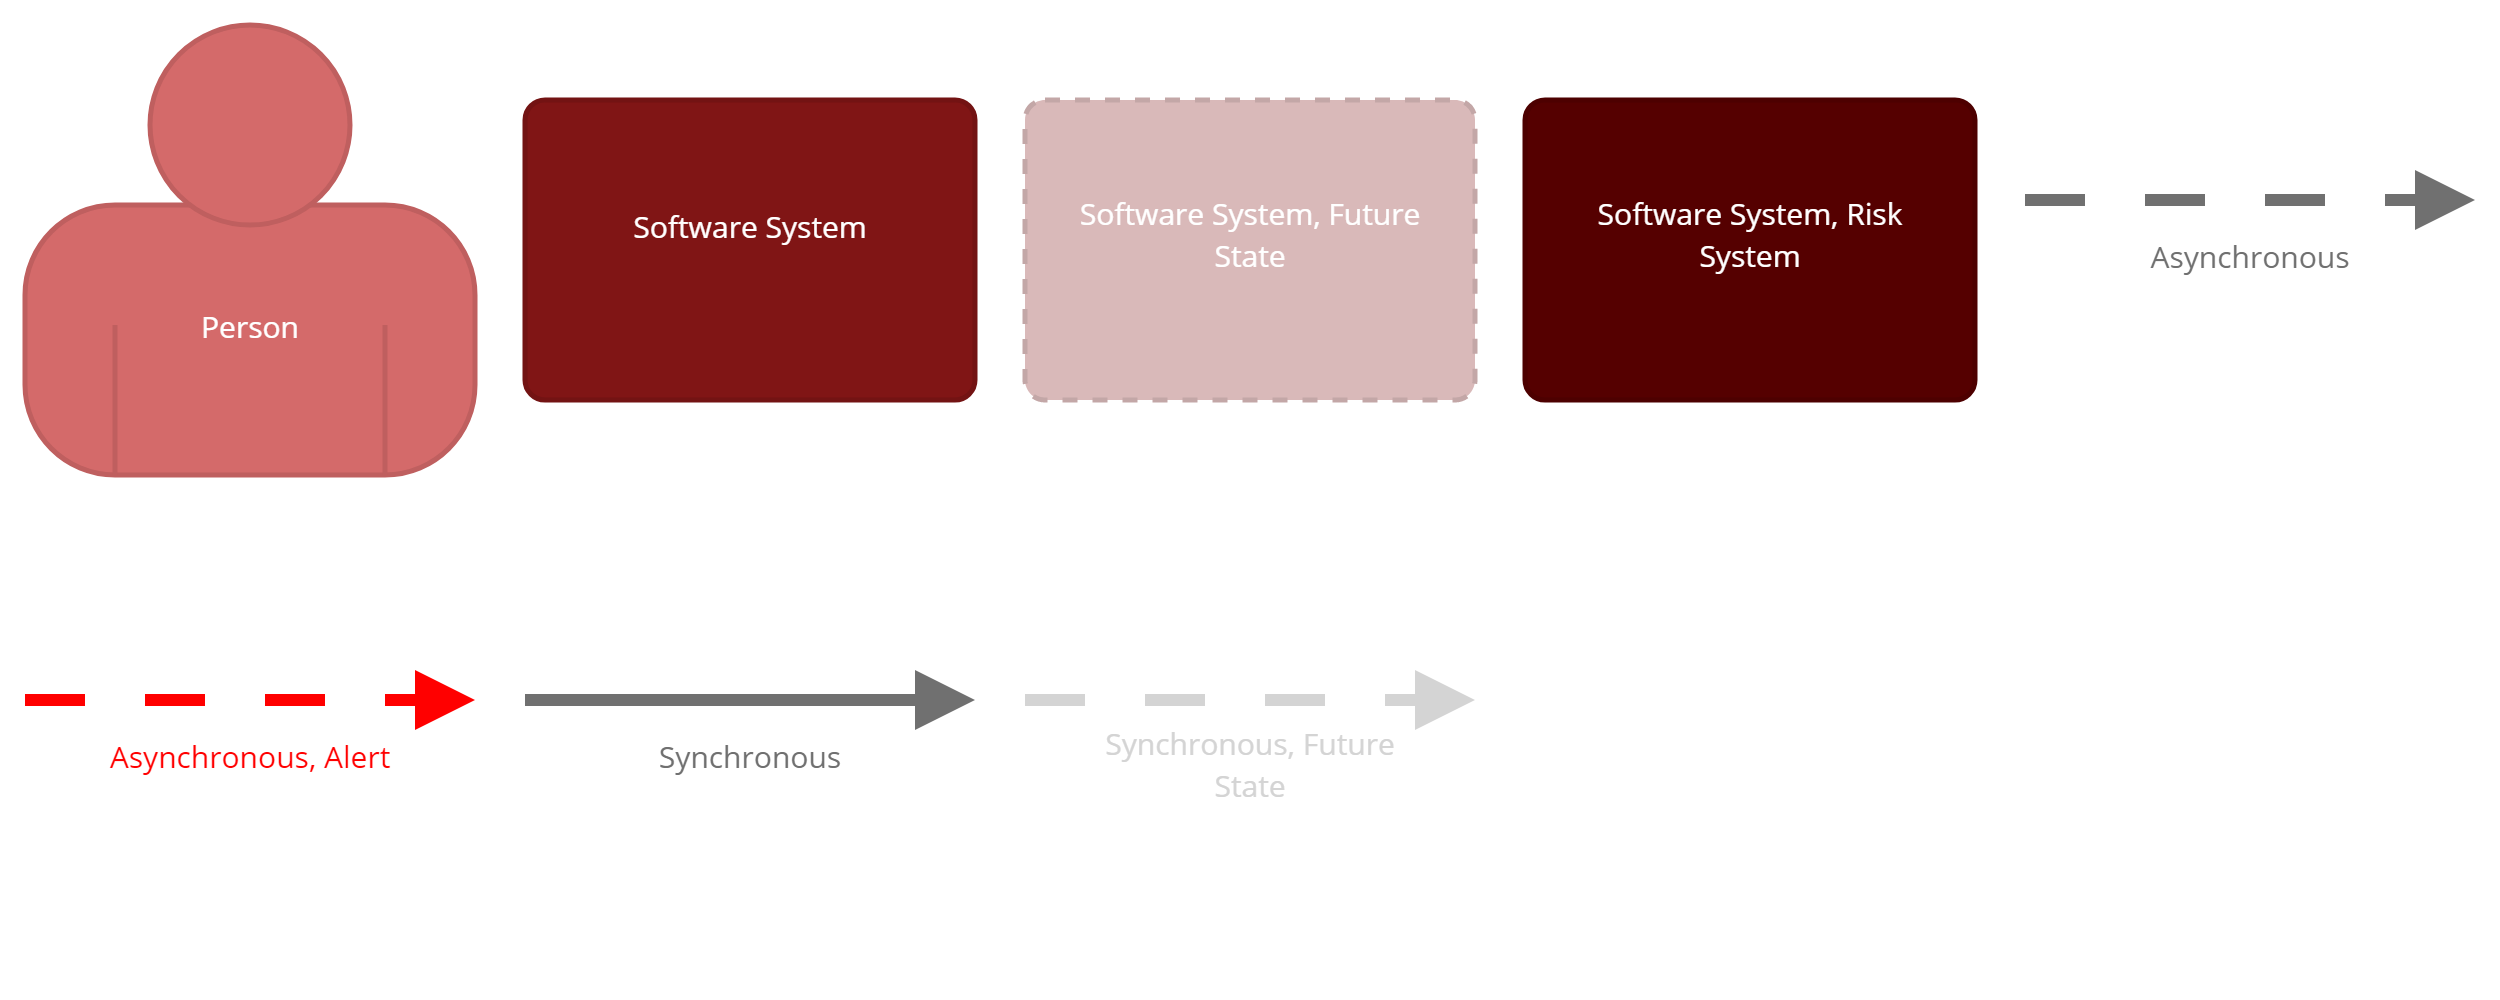 Person
Software System
Software System, Future
State
Software System, Risk
System
Asynchronous
Asynchronous, Alert
Synchronous
Synchronous, Future
State